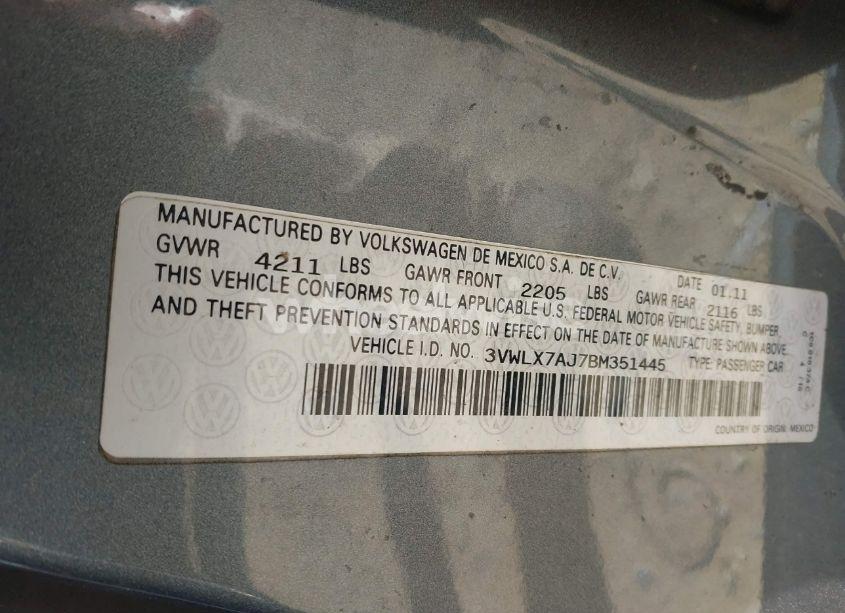 MANUFACTURED BY VOLKSWAGEN DE MEXICO S.A. DE C.V. DATE 01.11
GVWR 4211 LBS GAWR FRONT 2205 LBS GAWR REAR 2116 LBS
THIS VEHICLE CONFORMS TO ALL APPLICABLE U.S. FEDERAL MOTOR VEHICLE SAFETY, BUMPER,
AND THEFT PREVENTION STANDARDS IN EFFECT ON THE DATE OF MANUFACTURE SHOWN ABOVE.
VEHICLE I.D. NO. 3VWLX7AJ7BM351445 TYPE: PASSENGER CAR
COUNTRY OF ORIGIN: MEXICO